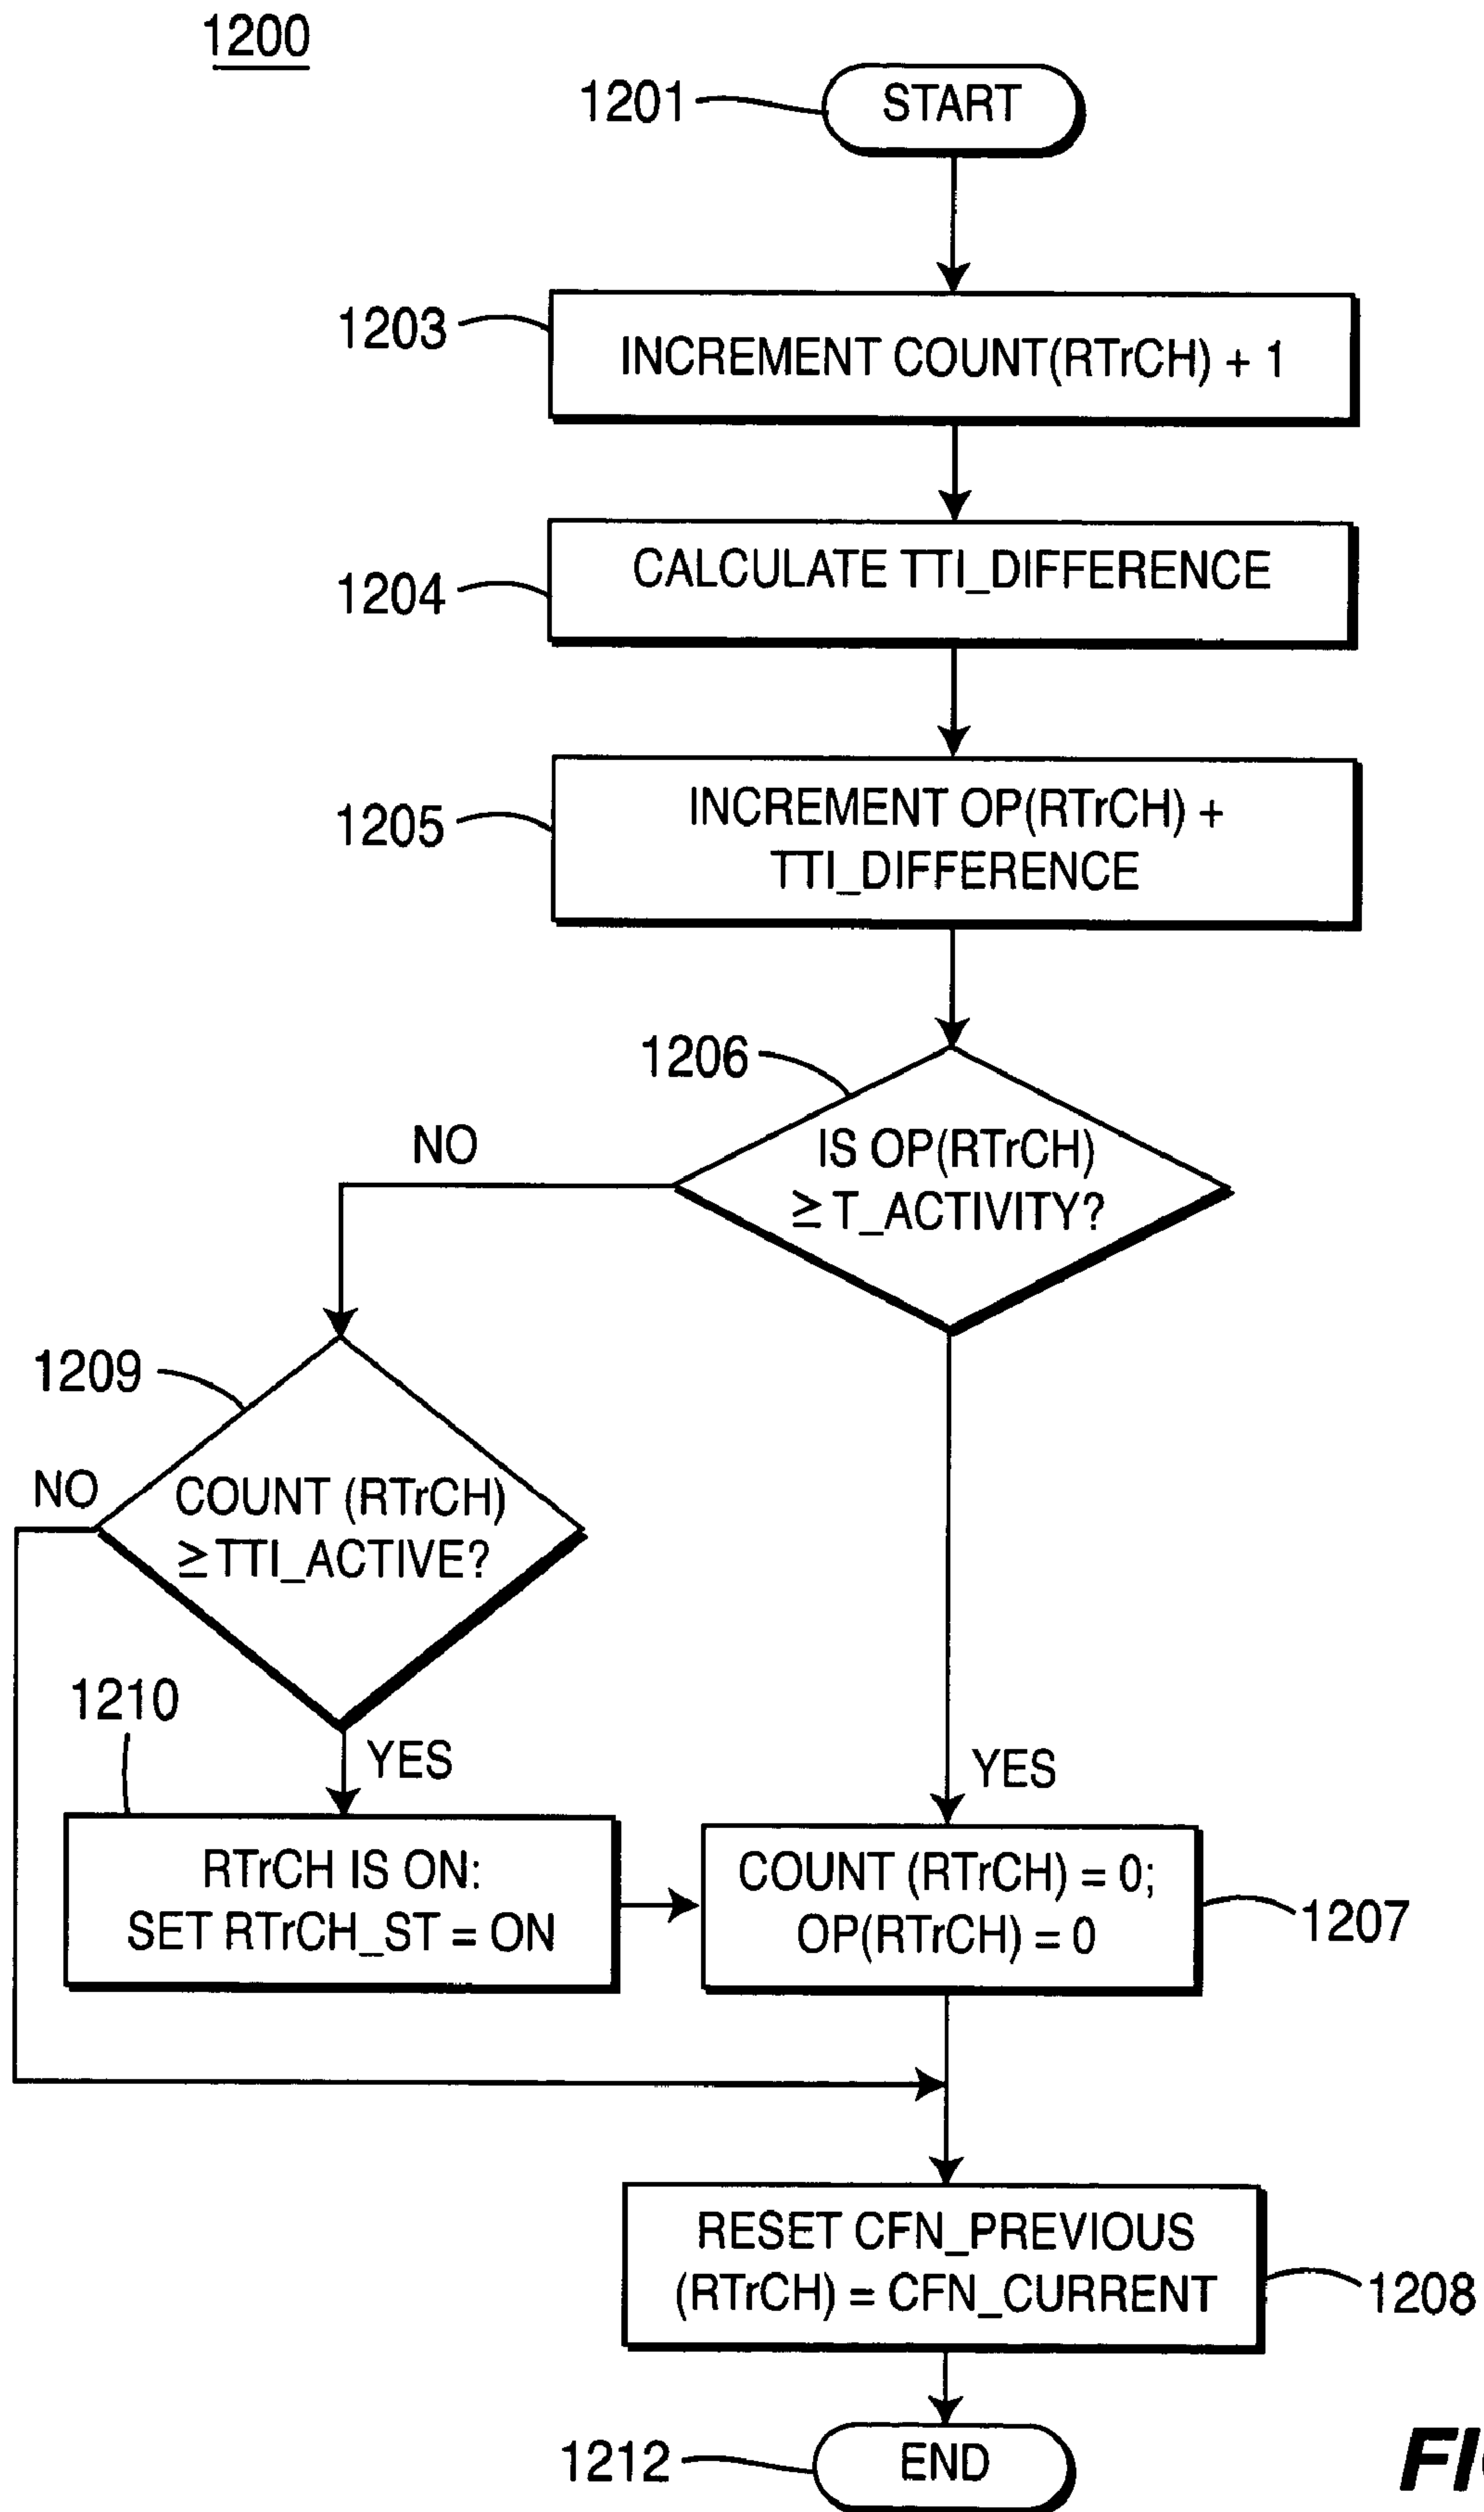 1200
1201
START
1203
INCREMENT COUNT(RTrCH) + 1
1204
CALCULATE TTI_DIFFERENCE
1205
INCREMENT OP(RTrCH) +
TTI_DIFFERENCE
1206
NO
IS OP(RTrCH)
≥ T_ACTIVITY?
1209
NO
COUNT (RTrCH)
≥TTI_ACTIVE?
1210
YES
YES
RTrCH IS ON:
SET RTrCH_ST = ON
COUNT (RTrCH) = 0;
OP(RTrCH) = 0
1207
RESET CFN_PREVIOUS
(RTrCH) = CFN_CURRENT
1208
1212
END